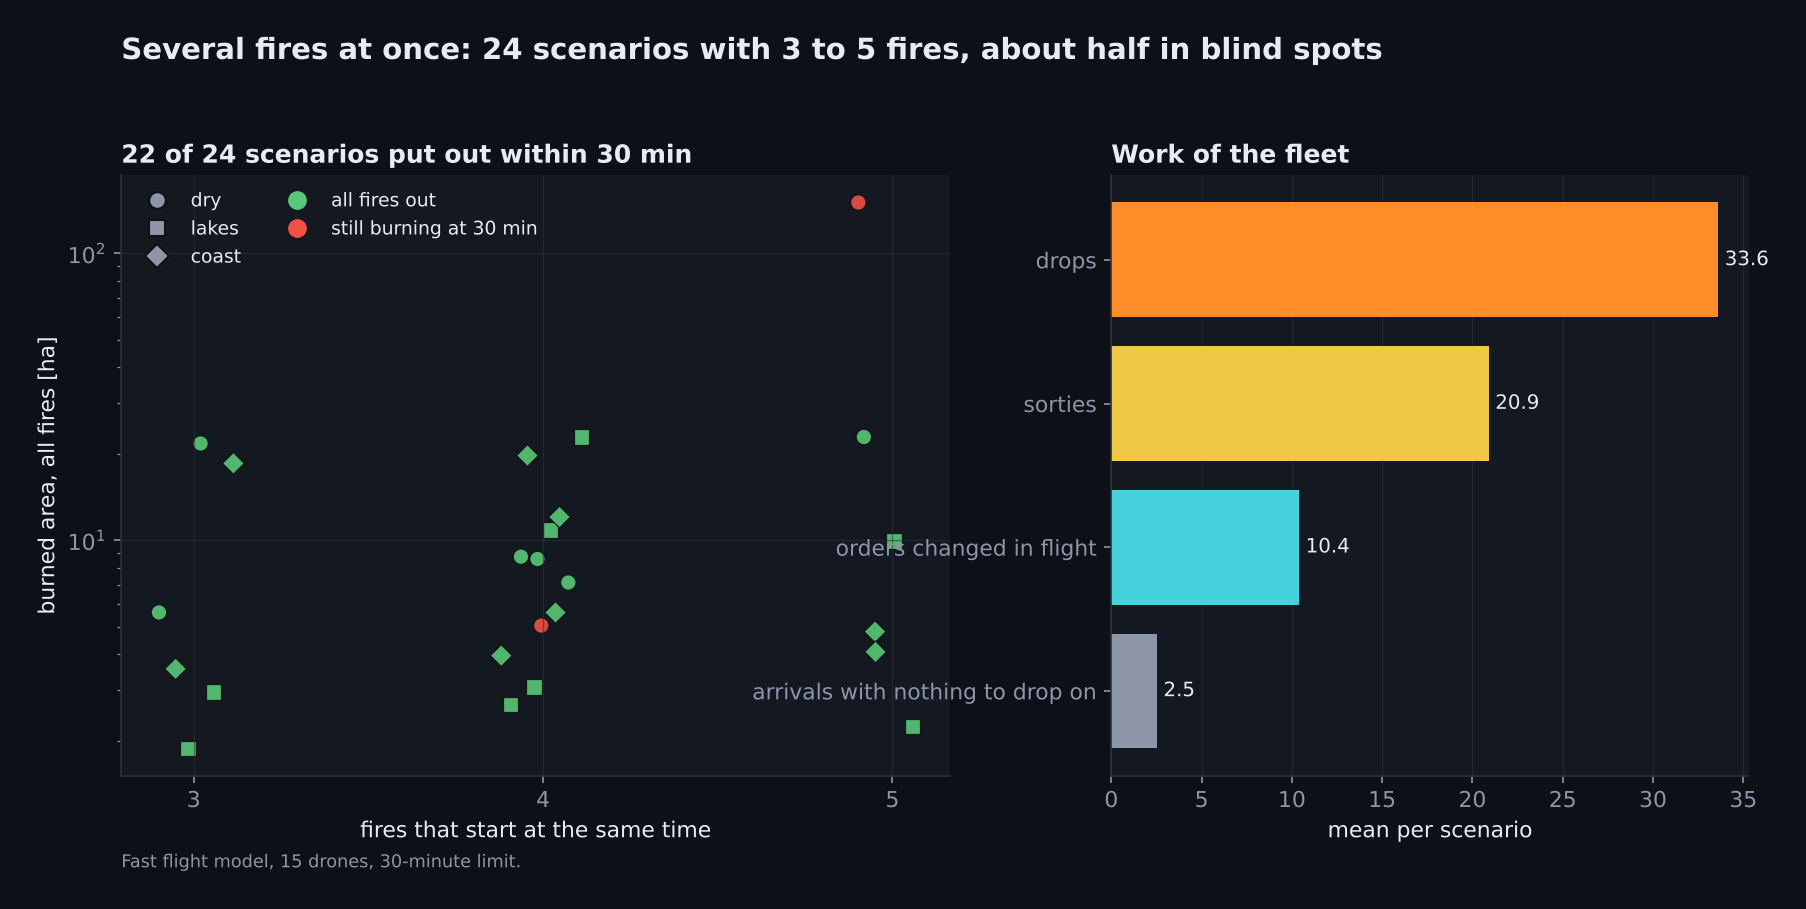 Several fires at once: 24 scenarios with 3 to 5 fires, about half in blind spots
22 of 24 scenarios put out within 30 min
dry
lakes
coast
all fires out
still burning at 30 min
burned area, all fires [ha]
10²
10¹
3
4
5
fires that start at the same time
Fast flight model, 15 drones, 30-minute limit.
Work of the fleet
drops
33.6
sorties
20.9
orders changed in flight
10.4
arrivals with nothing to drop on
2.5
0
5
10
15
20
25
30
35
mean per scenario